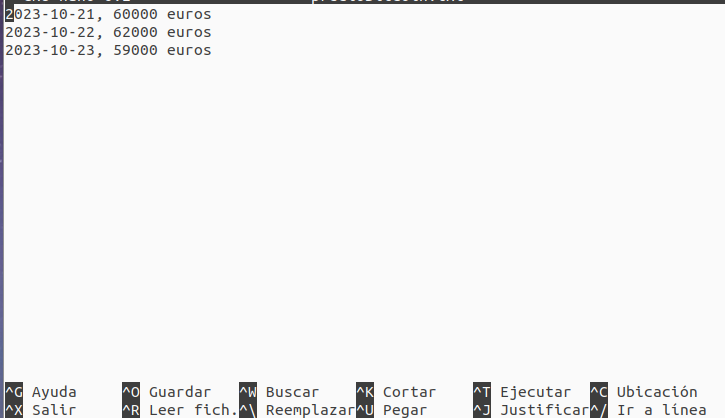 2023-10-21, 60000 euros
2023-10-22, 62000 euros
2023-10-23, 59000 euros
^G Ayuda ^O Guardar ^W Buscar ^K Cortar ^T Ejecutar ^C Ubicación
^X Salir ^R Leer fich. ^\ Reemplazar ^U Pegar ^J Justificar ^/ Ir a línea